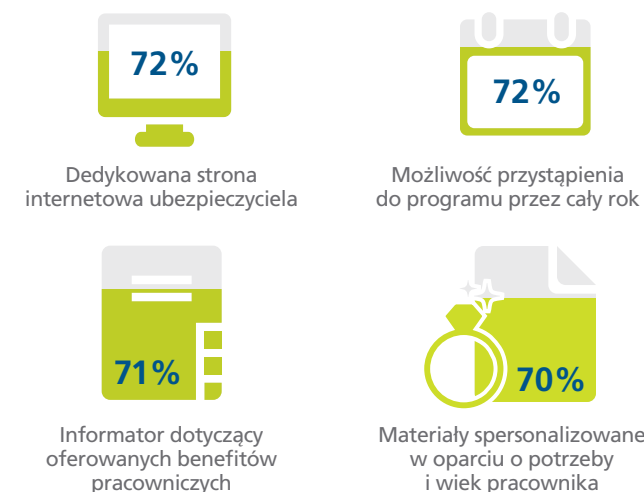 72%
Dedykowana strona
internetowa ubezpieczyciela
72%
Możliwość przystąpienia
do programu przez cały rok
71%
Informator dotyczący
oferowanych benefitów
pracowniczych
70%
Materiały spersonalizowane
w oparciu o potrzeby
i wiek pracownika